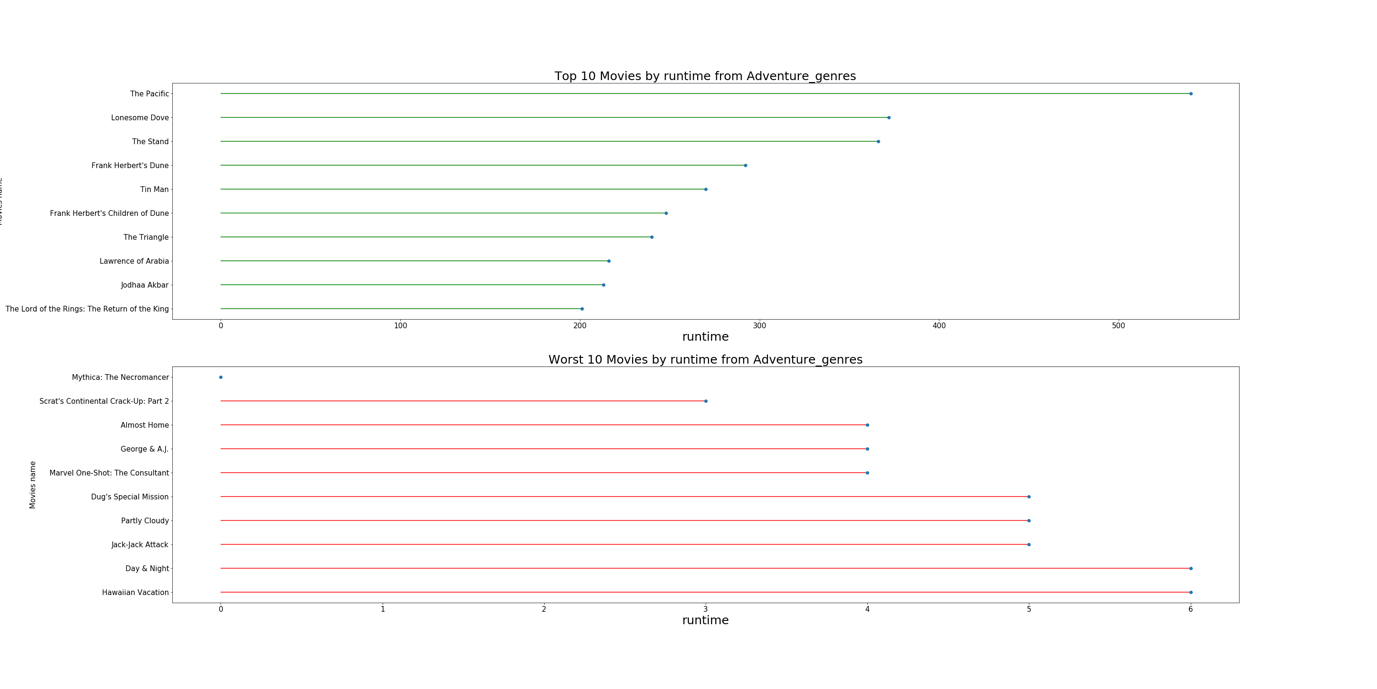 Top 10 Movies by runtime from Adventure_genres
The Pacific
Lonesome Dove
The Stand
Frank Herbert's Dune
Tin Man
Frank Herbert's Children of Dune
The Triangle
Lawrence of Arabia
Jodhaa Akbar
The Lord of the Rings: The Return of the King
0 100 200 300 400 500
runtime
Worst 10 Movies by runtime from Adventure_genres
Movies name
Mythica: The Necromancer
Scrat's Continental Crack-Up: Part 2
Almost Home
George & A.J.
Marvel One-Shot: The Consultant
Dug's Special Mission
Partly Cloudy
Jack-Jack Attack
Day & Night
Hawaiian Vacation
0 1 2 3 4 5 6
runtime